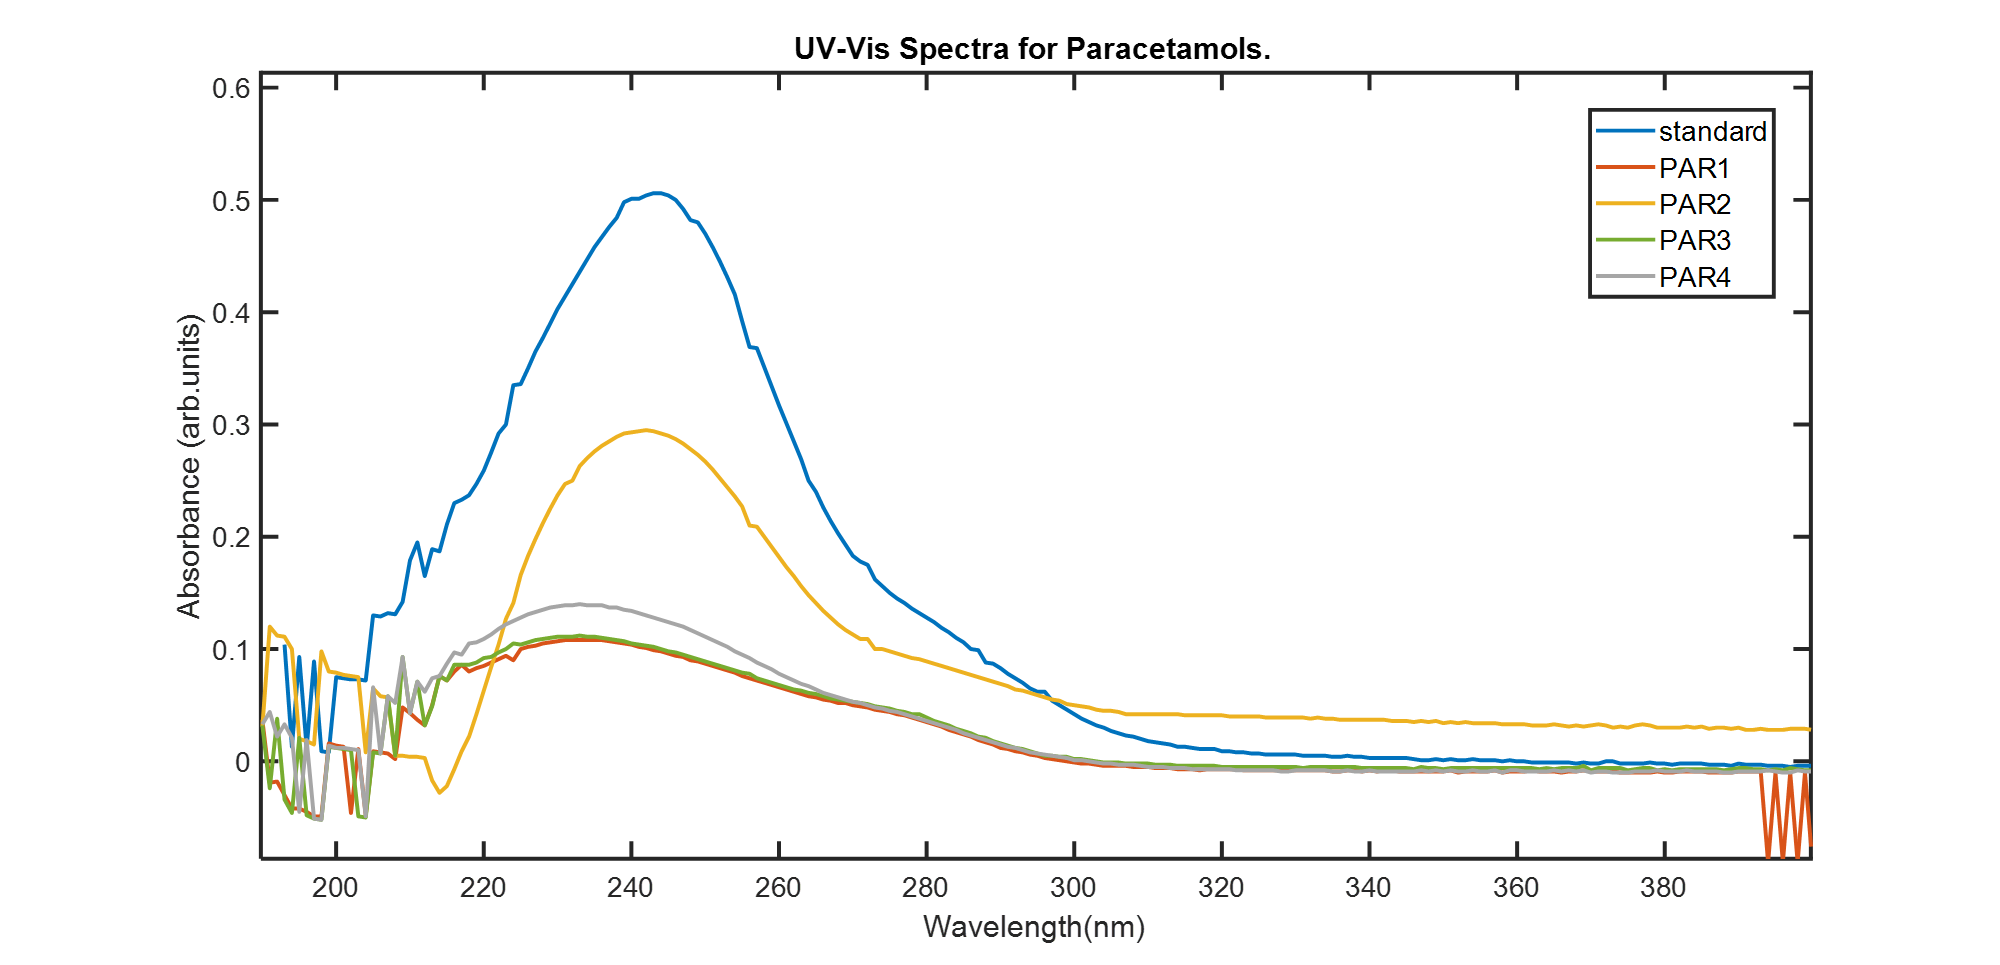 UV-Vis Spectra for Paracetamols.
0.6
0.5
0.4
0.3
0.2
0.1
0
Absorbance (arb.units)
standard
PAR1
PAR2
PAR3
PAR4
200 220 240 260 280 300 320 340 360 380
Wavelength(nm)